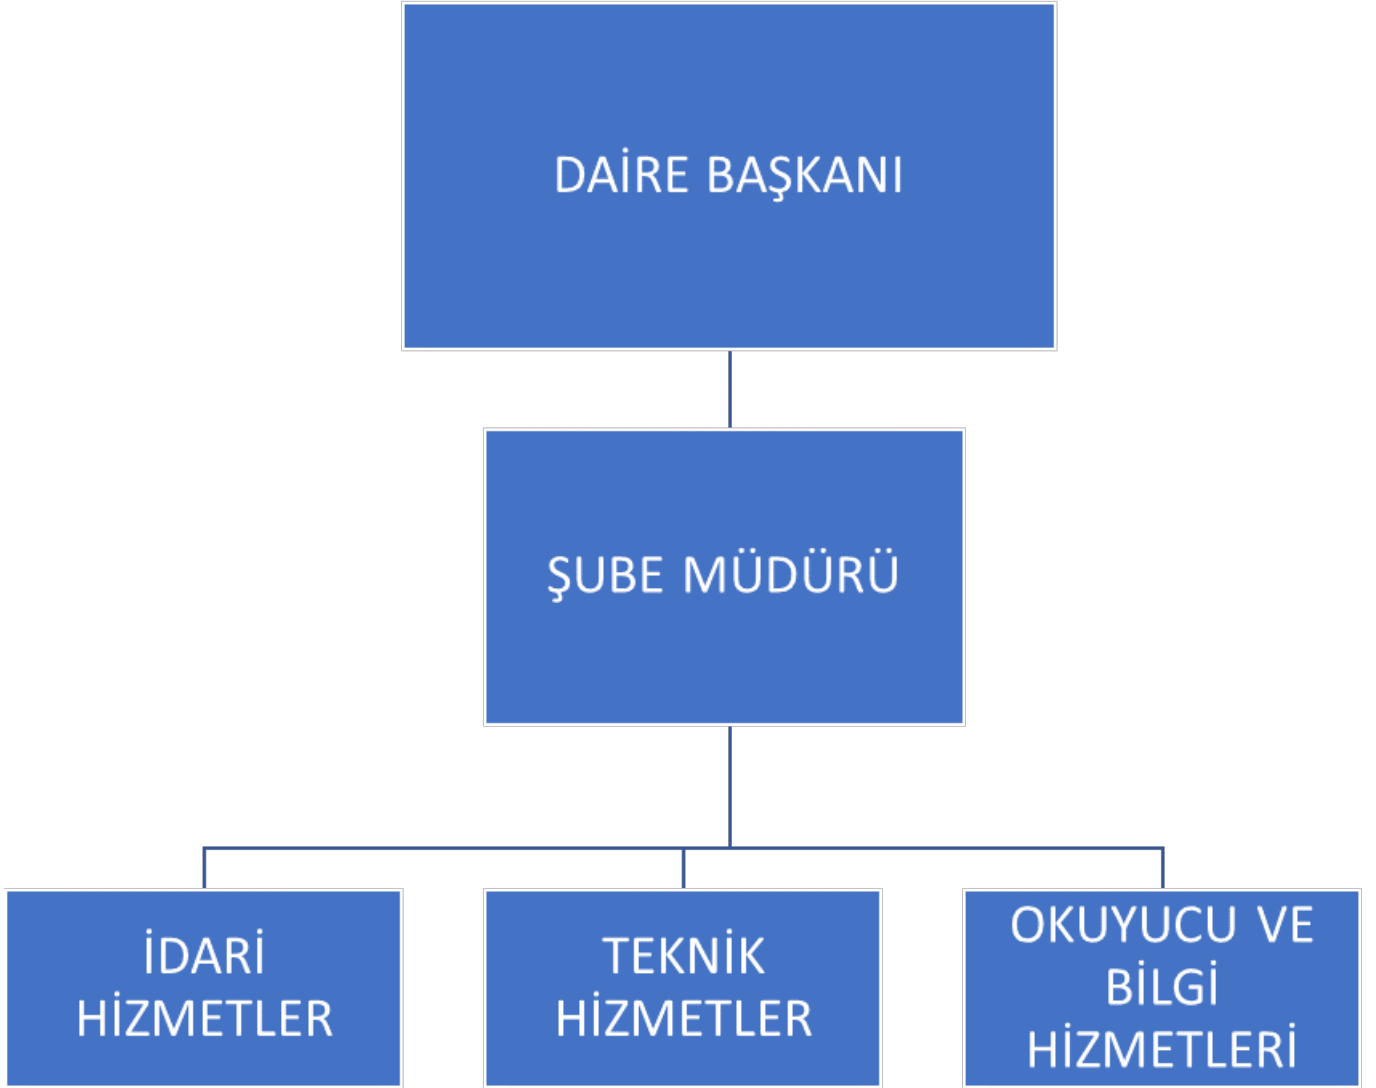 DAİRE BAŞKANI
ŞUBE MÜDÜRÜ
İDARİ
HİZMETLER
TEKNİK
HİZMETLER
OKUYUCU VE
BİLGİ
HİZMETLERİ